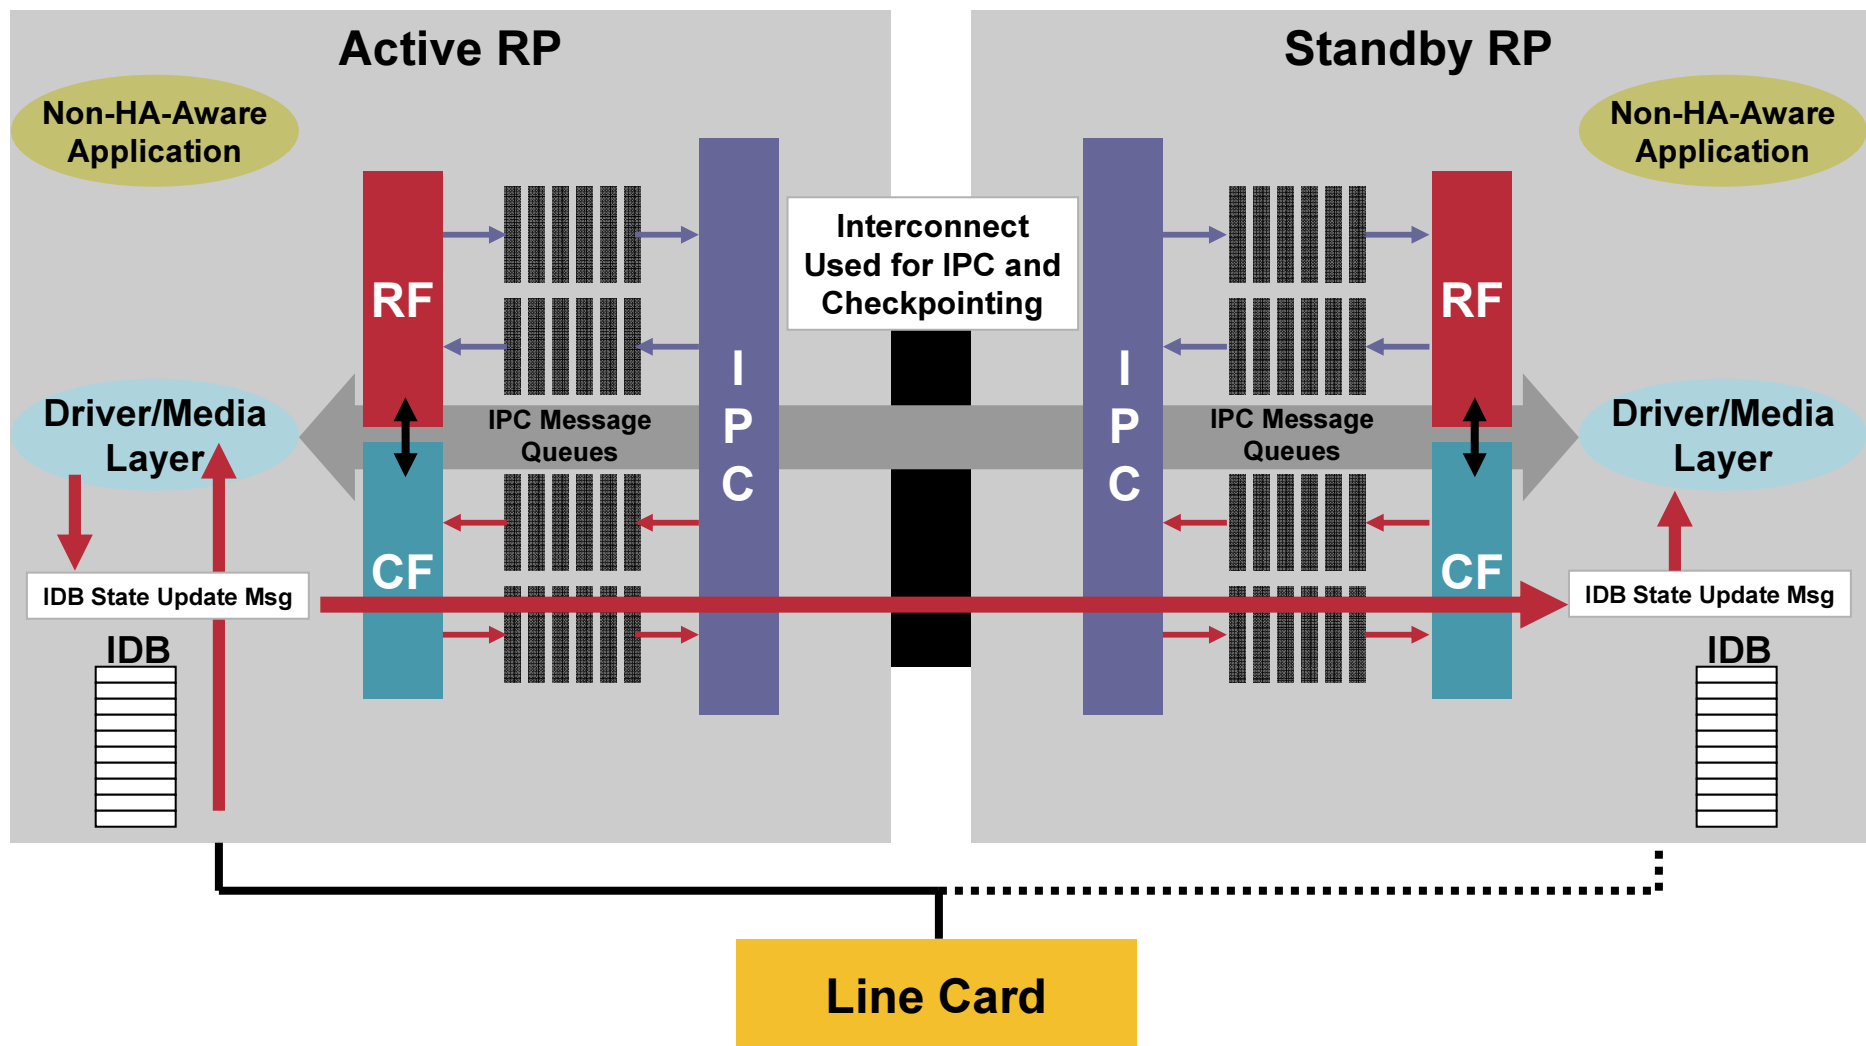 Active RP
Standby RP
Non-HA-Aware
Application
Non-HA-Aware
Application
Interconnect
Used for IPC and
Checkpointing
RF
RF
I
P
C
I
P
C
Driver/Media
Layer
IPC Message
Queues
IPC Message
Queues
Driver/Media
Layer
CF
CF
IDB State Update Msg
IDB State Update Msg
IDB
IDB
Line Card